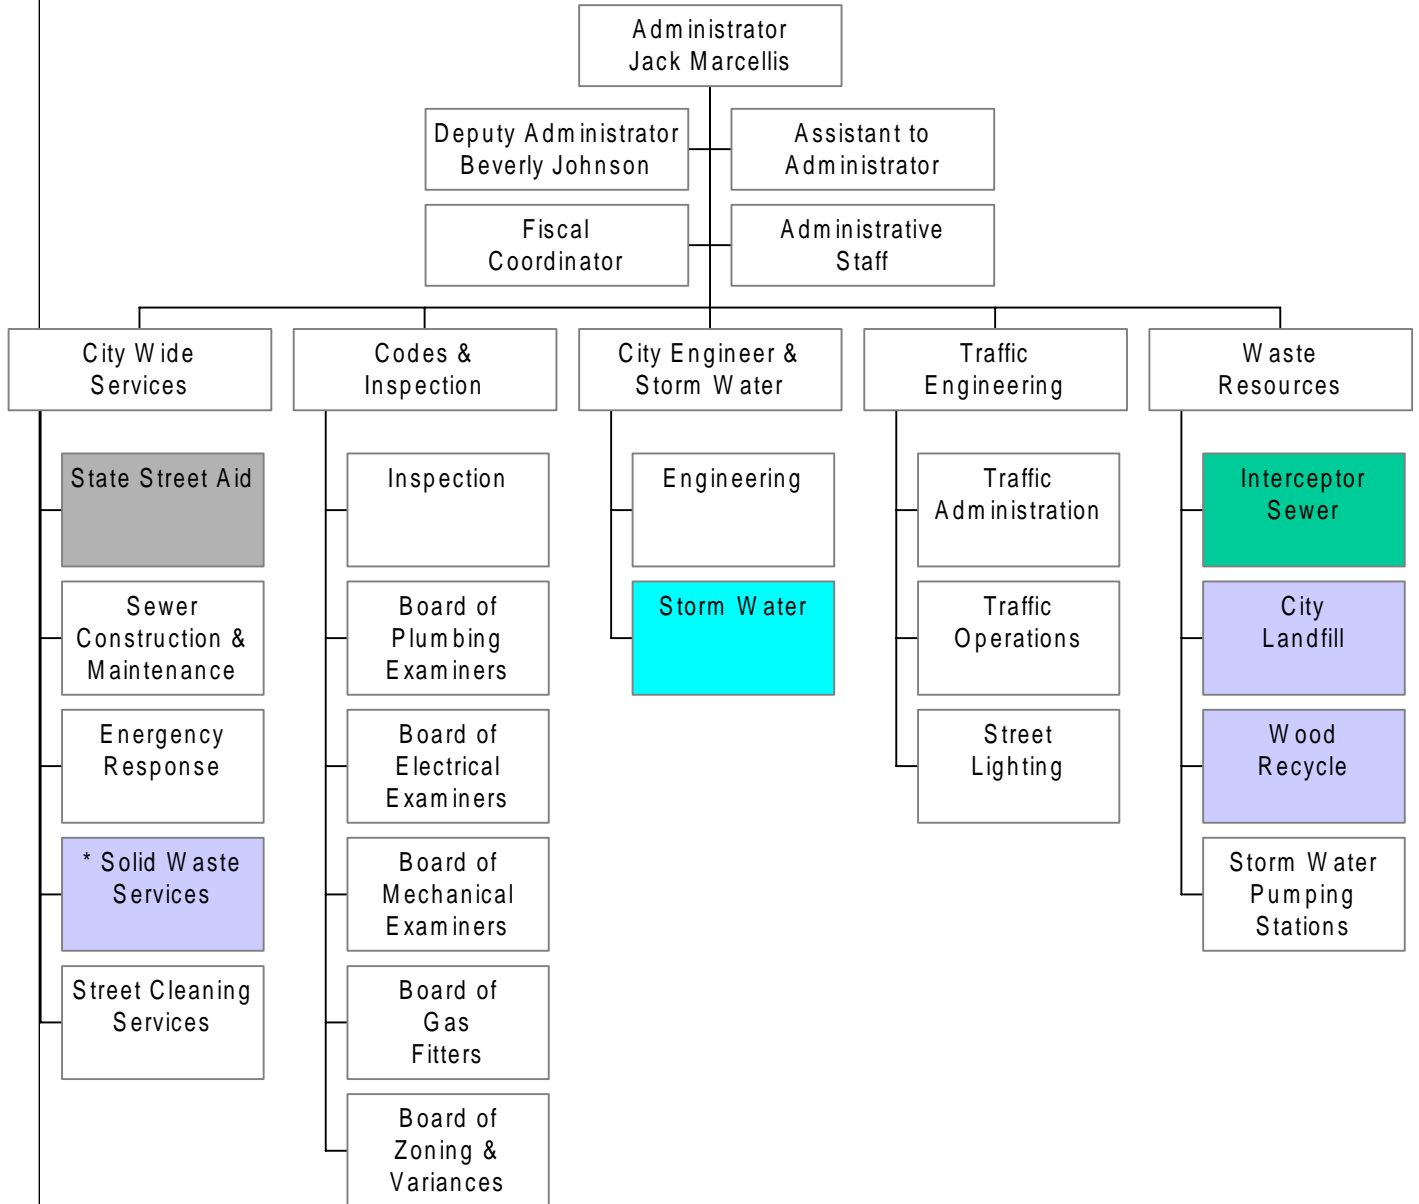 Administrator
Jack Marcellis
Deputy Administrator
Beverly Johnson
Assistant to
Administrator
Fiscal
Coordinator
Administrative
Staff
City Wide
Services
Codes &
Inspection
City Engineer &
Storm Water
Traffic
Engineering
Waste
Resources
State Street Aid
Sewer
Construction &
Maintenance
Energency
Response
* Solid Waste
Services
Street Cleaning
Services
Inspection
Board of
Plumbing
Examiners
Board of
Electrical
Examiners
Board of
Mechanical
Examiners
Board of
Gas
Fitters
Board of
Zoning &
Variances
Engineering
Storm Water
Traffic
Administration
Traffic
Operations
Street
Lighting
Interceptor
Sewer
City
Landfill
Wood
Recycle
Storm Water
Pumping
Stations